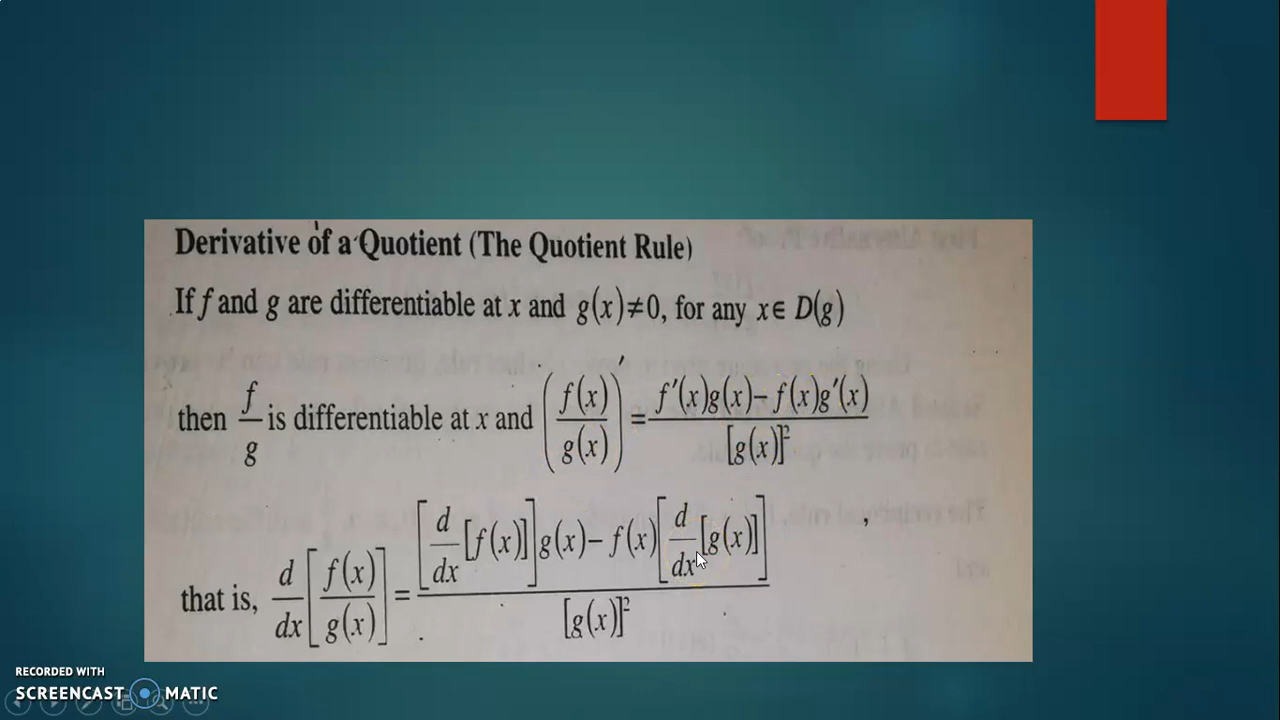 Derivative of a Quotient (The Quotient Rule)
If f and g are differentiable at x and g(x)≠0, for any x∈ D(g)
then f/g is differentiable at x and (f(x)/g(x))′ = f′(x)g(x)−f(x)g′(x)/[g(x)]²
that is, d/dx[f(x)/g(x)] = [d/dx[f(x)]]g(x)−f(x)[d/dx[g(x)]]/[g(x)]²
RECORDED WITH
SCREENCAST MATIC